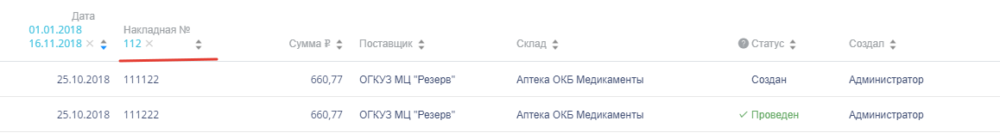 Дата
01.01.2018
16.11.2018 ×
Накладная №
112 ×
Сумма ₽
Поставщик
Склад
? Статус
Создал
25.10.2018 111122 660,77 ОГКУЗ МЦ "Резерв" Аптека ОКБ Медикаменты Создан Администратор
25.10.2018 111222 660,77 ОГКУЗ МЦ "Резерв" Аптека ОКБ Медикаменты ✓ Проведен Администратор